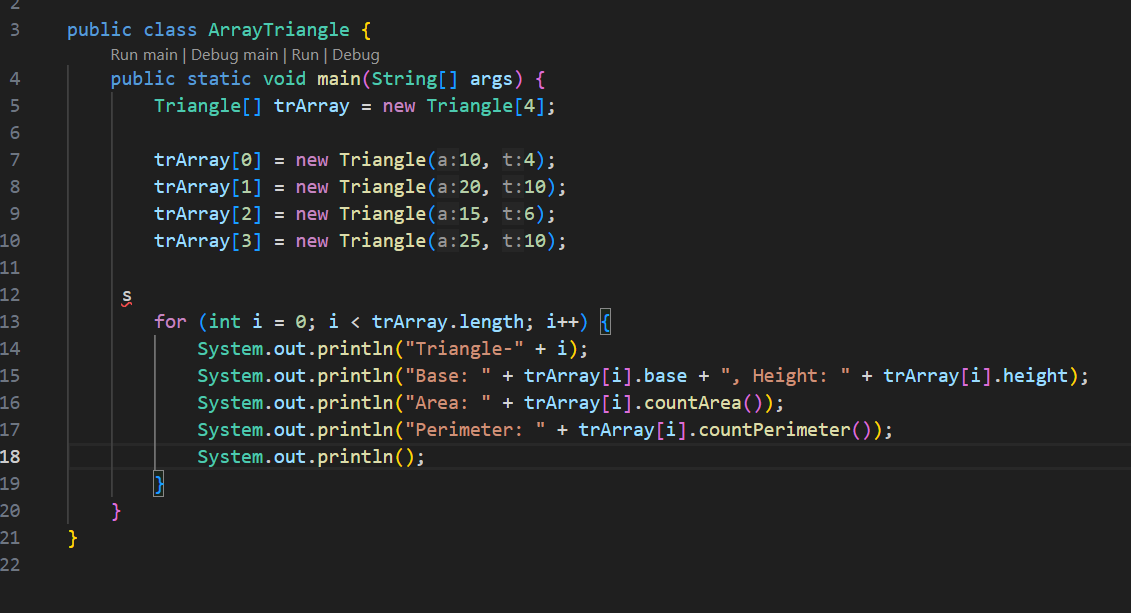 2
3 public class ArrayTriangle {
Run main | Debug main | Run | Debug
4 public static void main(String[] args) {
5 Triangle[] trArray = new Triangle[4];
6
7 trArray[0] = new Triangle(a:10, t:4);
8 trArray[1] = new Triangle(a:20, t:10);
9 trArray[2] = new Triangle(a:15, t:6);
10 trArray[3] = new Triangle(a:25, t:10);
11
12 s
13 for (int i = 0; i < trArray.length; i++) {
14 System.out.println("Triangle-" + i);
15 System.out.println("Base: " + trArray[i].base + ", Height: " + trArray[i].height);
16 System.out.println("Area: " + trArray[i].countArea());
17 System.out.println("Perimeter: " + trArray[i].countPerimeter());
18 System.out.println();
19 }
20 }
21 }
22